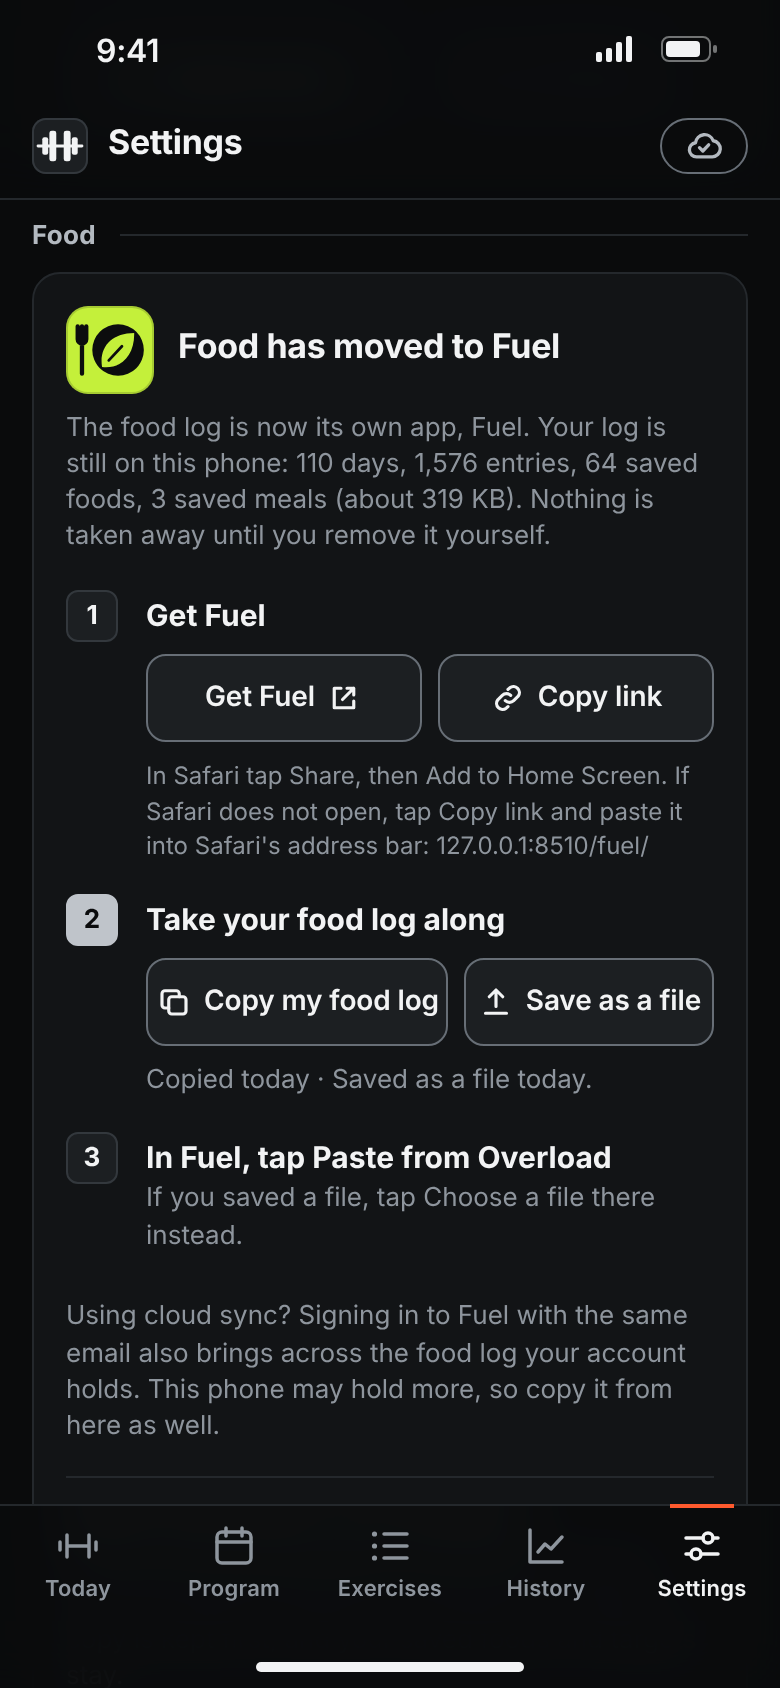 9:41
Settings
Food
Food has moved to Fuel
The food log is now its own app, Fuel. Your log is
still on this phone: 110 days, 1,576 entries, 64 saved
foods, 3 saved meals (about 319 KB). Nothing is
taken away until you remove it yourself.
1
Get Fuel
Get Fuel
Copy link
In Safari tap Share, then Add to Home Screen. If
Safari does not open, tap Copy link and paste it
into Safari's address bar: 127.0.0.1:8510/fuel/
2
Take your food log along
Copy my food log
Save as a file
Copied today · Saved as a file today.
3
In Fuel, tap Paste from Overload
If you saved a file, tap Choose a file there
instead.
Using cloud sync? Signing in to Fuel with the same
email also brings across the food log your account
holds. This phone may hold more, so copy it from
here as well.
Today
Program
Exercises
History
Settings